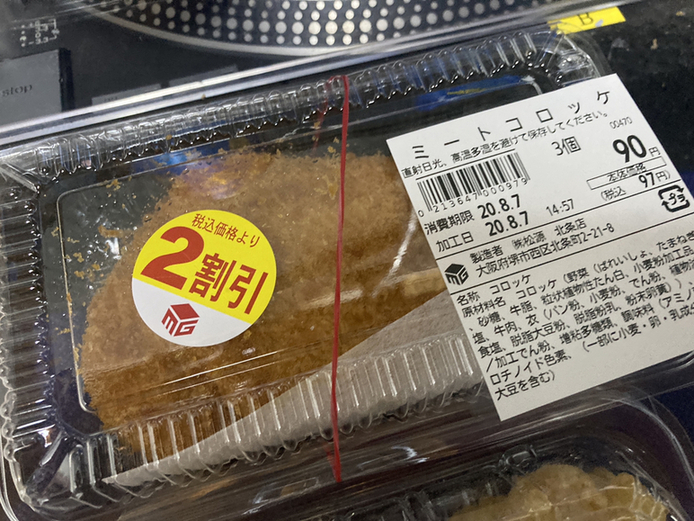 stop
B
ミートコロッケ
直射日光、高温多湿を避けて保存してください。
00470
3個
90円
本体価格
(税込 97円)
0 213647 000979
消費期限 20.8.7
加工日 20.8.7 14:57
製造者 ㈱松源 北条店
大阪府堺市西区北条町2-21-8
名称 コロッケ
原材料名 コロッケ(野菜(ばれいしょ、たまねぎ
、砂糖、牛脂、粒状植物性たん白、小麦粉加工品
塩、牛肉、衣(パン粉、小麦粉、でん粉、植物
食塩、脱脂大豆粉、脱脂粉乳、粉末卵黄))
/加工でん粉、増粘多糖類、調味料(アミノ
ロチノイド色素、(一部に小麦・卵・乳成
大豆を含む)
プラ
税込価格より
2割引
MG